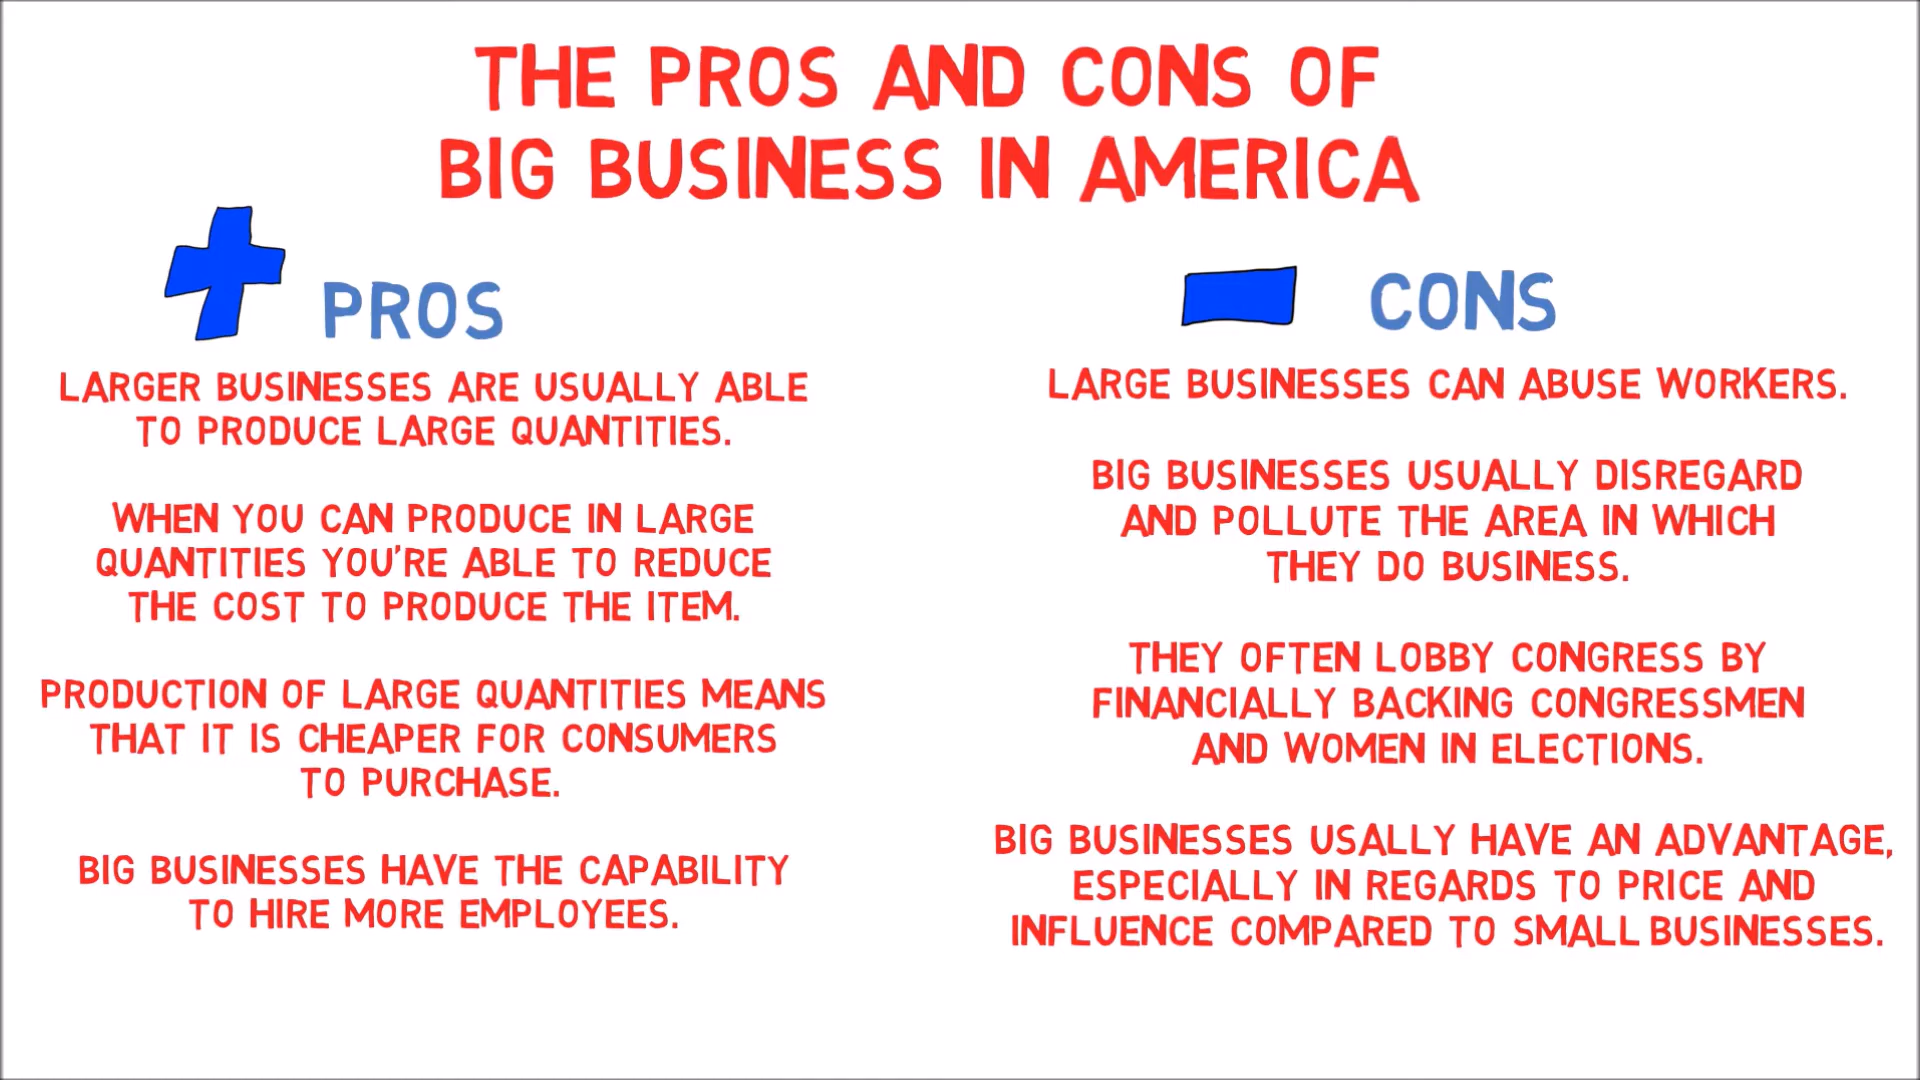 THE PROS AND CONS OF
BIG BUSINESS IN AMERICA
PROS
LARGER BUSINESSES ARE USUALLY ABLE
TO PRODUCE LARGE QUANTITIES.
WHEN YOU CAN PRODUCE IN LARGE
QUANTITIES YOU'RE ABLE TO REDUCE
THE COST TO PRODUCE THE ITEM.
PRODUCTION OF LARGE QUANTITIES MEANS
THAT IT IS CHEAPER FOR CONSUMERS
TO PURCHASE.
BIG BUSINESSES HAVE THE CAPABILITY
TO HIRE MORE EMPLOYEES.
CONS
LARGE BUSINESSES CAN ABUSE WORKERS.
BIG BUSINESSES USUALLY DISREGARD
AND POLLUTE THE AREA IN WHICH
THEY DO BUSINESS.
THEY OFTEN LOBBY CONGRESS BY
FINANCIALLY BACKING CONGRESSMEN
AND WOMEN IN ELECTIONS.
BIG BUSINESSES USALLY HAVE AN ADVANTAGE,
ESPECIALLY IN REGARDS TO PRICE AND
INFLUENCE COMPARED TO SMALL BUSINESSES.